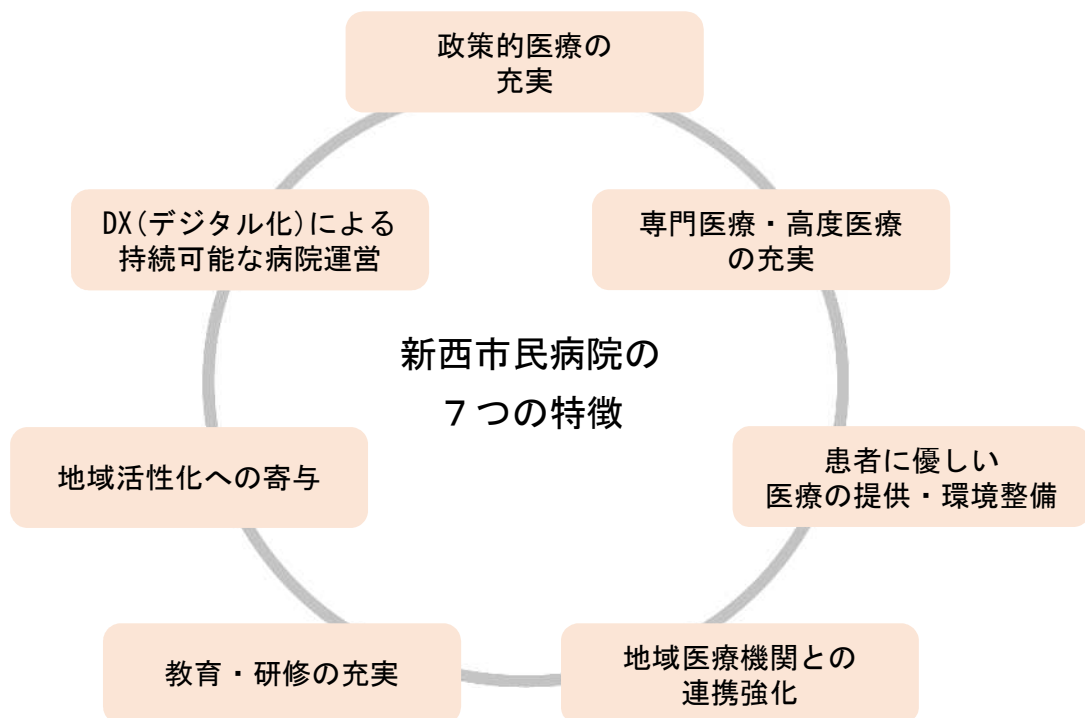 政策的医療の
充実
DX(デジタル化)による
持続可能な病院運営
専門医療・高度医療
の充実
新西市民病院の
７つの特徴
地域活性化への寄与
患者に優しい
医療の提供・環境整備
教育・研修の充実
地域医療機関との
連携強化